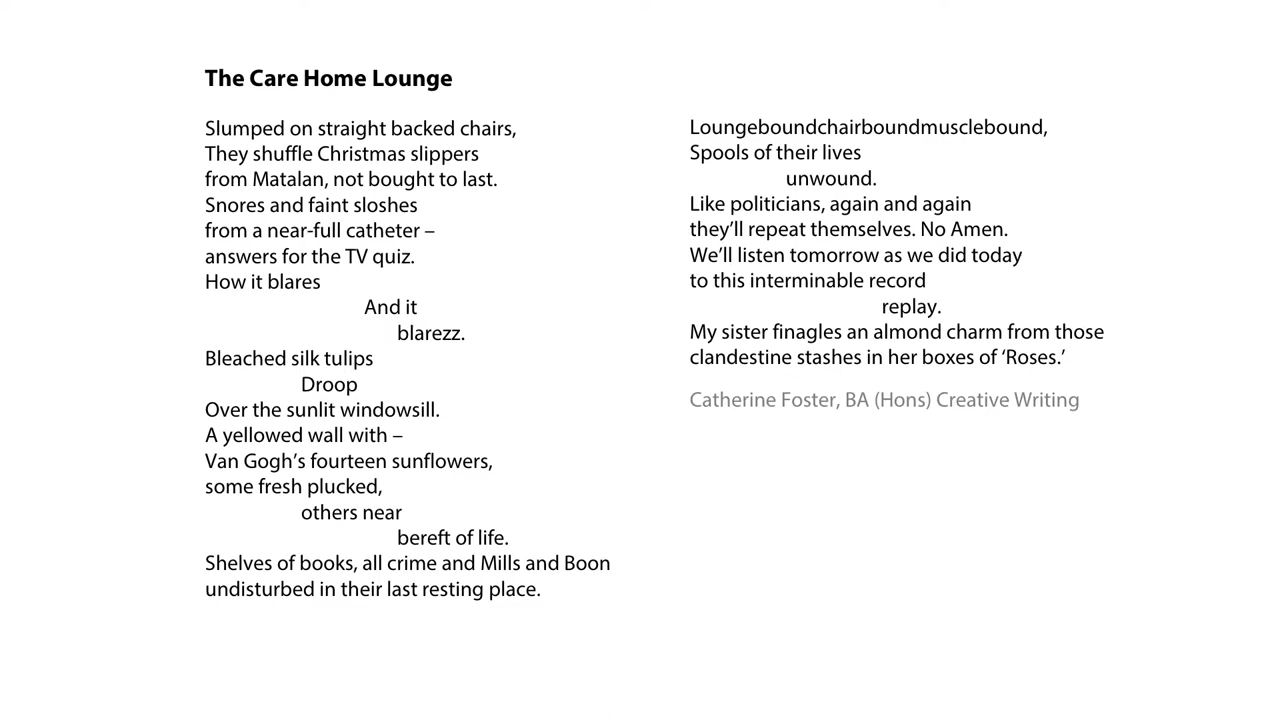 The Care Home Lounge
Slumped on straight backed chairs,
They shuffle Christmas slippers
from Matalan, not bought to last.
Snores and faint sloshes
from a near-full catheter –
answers for the TV quiz.
How it blares
And it
blarezz.
Bleached silk tulips
Droop
Over the sunlit windowsill.
A yellowed wall with –
Van Gogh’s fourteen sunflowers,
some fresh plucked,
others near
bereft of life.
Shelves of books, all crime and Mills and Boon
undisturbed in their last resting place.
Loungeboundchairboundmusclebound,
Spools of their lives
unwound.
Like politicians, again and again
they’ll repeat themselves. No Amen.
We’ll listen tomorrow as we did today
to this interminable record
replay.
My sister finagles an almond charm from those
clandestine stashes in her boxes of ‘Roses.’
Catherine Foster, BA (Hons) Creative Writing